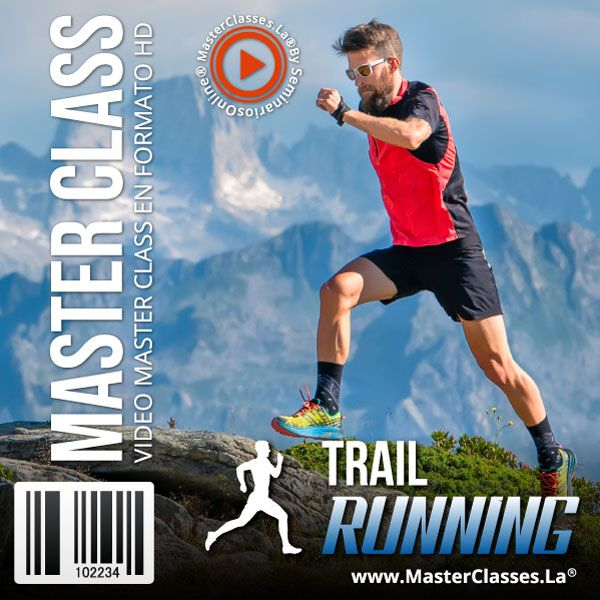 MASTER CLASS
VIDEO MASTER CLASS EN FORMATO HD
MasterClasses.La® By SeminariosOnline®
TRAIL
RUNNING
102234
www.MasterClasses.La®